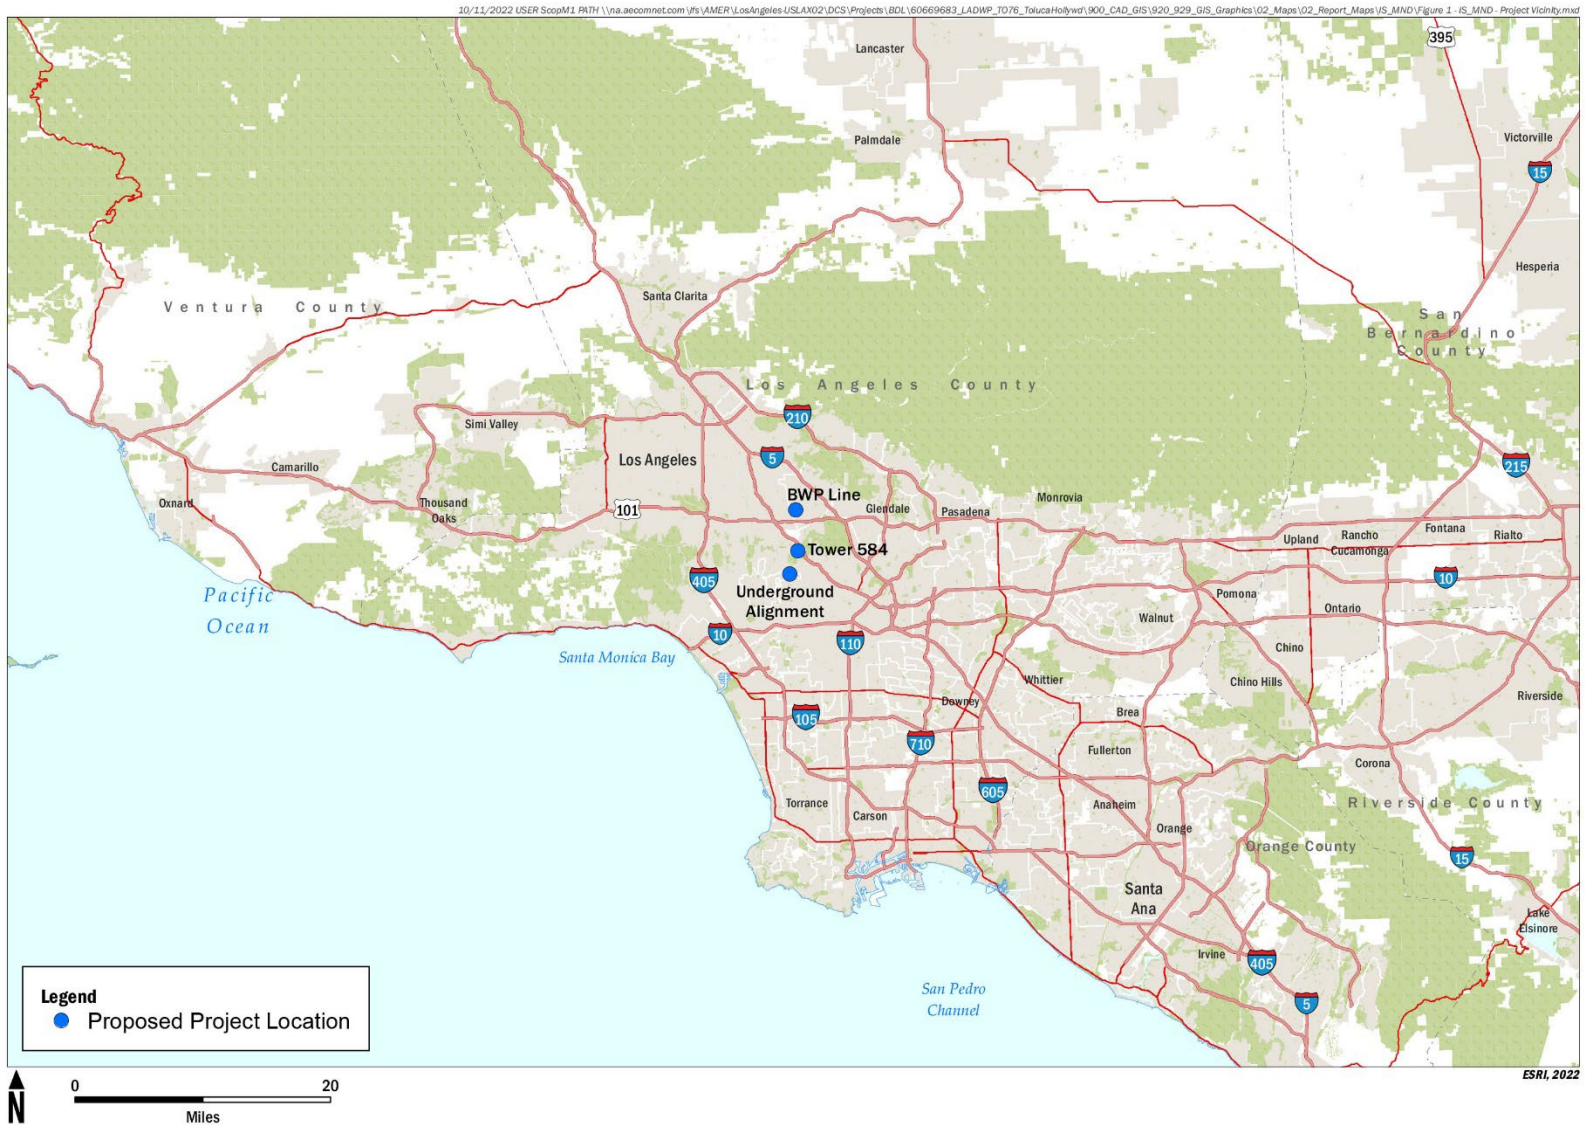 10/11/2022 USER ScopM1 PATH \\na.aecomnet.com\lfs\AMER\LosAngeles-USLAX02\DCS\Projects\BDL\60669683_LADWP_TO76_TolucaHollywd\900_CAD_GIS\920_929_GIS_Graphics\02_Maps\02_Report_Maps\IS_MND\Figure 1 - IS_MND - Project Vicinity.mxd
395
Lancaster
Palmdale
Victorville
15
Hesperia
Santa Clarita
Ventura County
San
Bernardino
County
Los Angeles County
210
Simi Valley
Los Angeles
5
215
Camarillo
BWP Line
Monrovia
Oxnard
Thousand
Oaks
101
Glendale
Pasadena
Fontana
Upland
Rancho
Cucamonga
Rialto
Tower 584
405
Underground
Alignment
10
Pacific
Ocean
Pomona
Ontario
Walnut
10
110
Chino
Santa Monica Bay
Whittier
Chino Hills
Riverside
Downey
Brea
105
710
Fullerton
Corona
605
Torrance
Carson
Anaheim
Riverside County
Orange
Orange County
15
Santa
Ana
Lake
Elsinore
Irvine
405
San Pedro
Channel
5
Legend
Proposed Project Location
ESRI, 2022
N
0 20
Miles